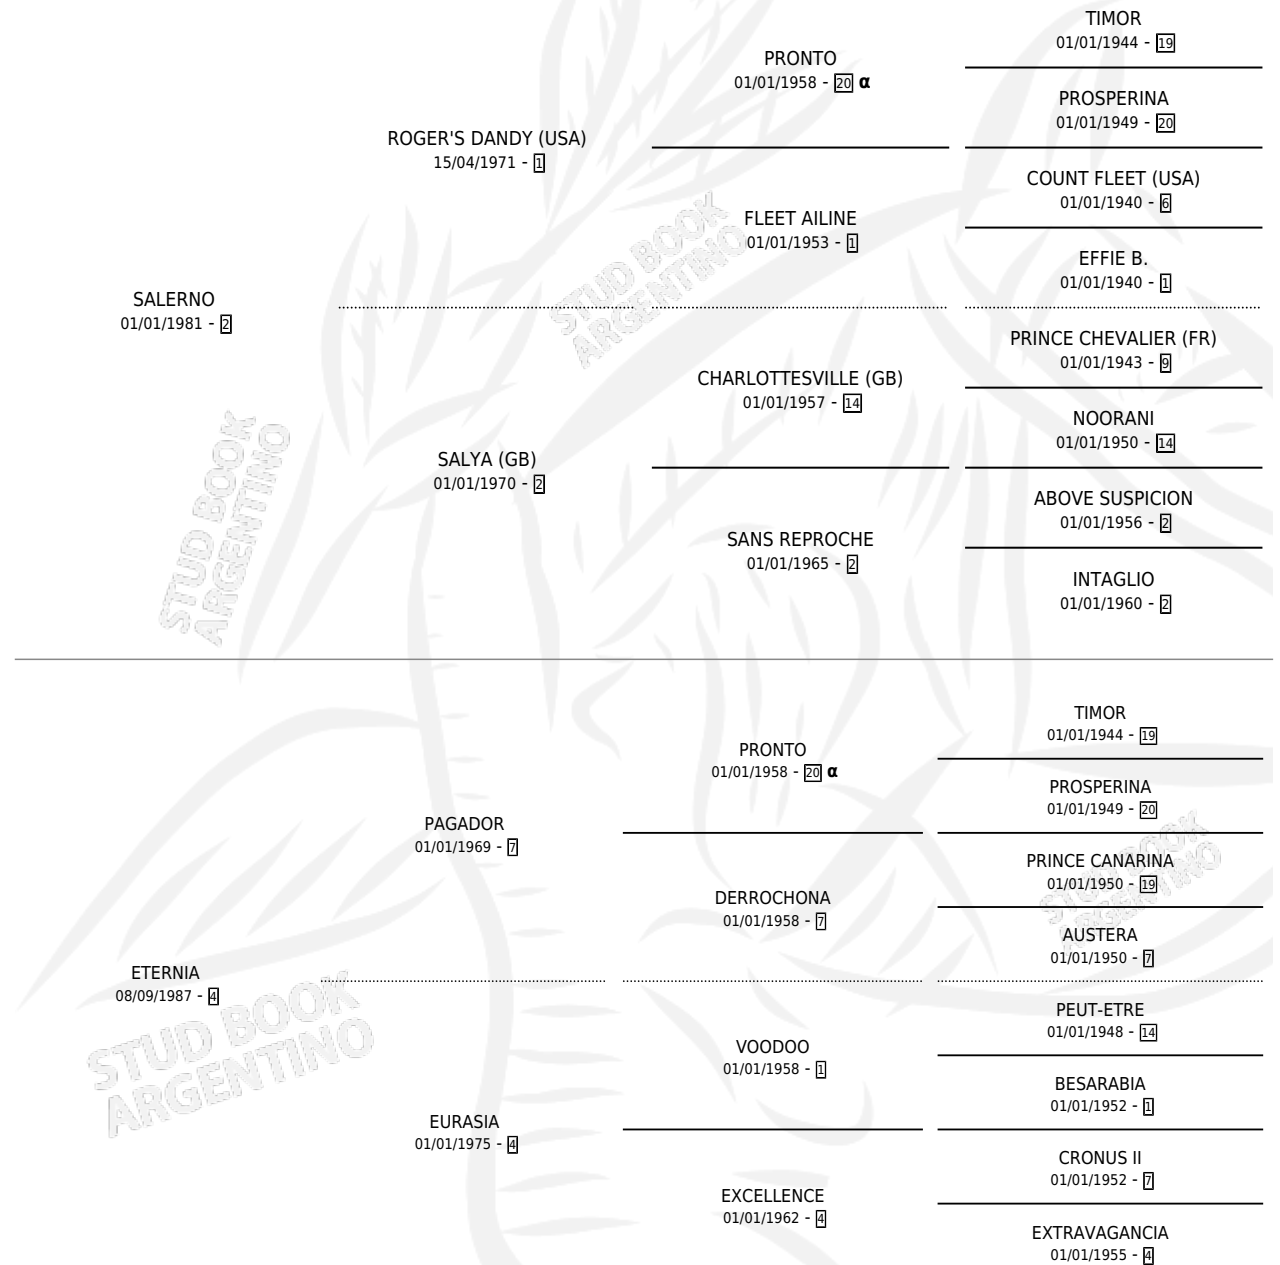 TIMOR
01/01/1944 - 19
PRONTO
01/01/1958 - 20 α
PROSPERINA
01/01/1949 - 20
ROGER'S DANDY (USA)
15/04/1971 - 1
COUNT FLEET (USA)
01/01/1940 - 6
FLEET AILINE
01/01/1953 - 1
EFFIE B.
01/01/1940 - 1
SALERNO
01/01/1981 - 2
PRINCE CHEVALIER (FR)
01/01/1943 - 9
CHARLOTTESVILLE (GB)
01/01/1957 - 14
NOORANI
01/01/1950 - 14
SALYA (GB)
01/01/1970 - 2
ABOVE SUSPICION
01/01/1956 - 2
SANS REPROCHE
01/01/1965 - 2
INTAGLIO
01/01/1960 - 2
STUD BOOK
ARGENTINO
STUD BOOK
ARGENTINO
TIMOR
01/01/1944 - 19
PRONTO
01/01/1958 - 20 α
PROSPERINA
01/01/1949 - 20
PAGADOR
01/01/1969 - 7
PRINCE CANARINA
01/01/1950 - 19
DERROCHONA
01/01/1958 - 7
AUSTERA
01/01/1950 - 7
ETERNIA
08/09/1987 - 4
PEUT-ETRE
01/01/1948 - 14
VOODOO
01/01/1958 - 1
BESARABIA
01/01/1952 - 1
EURASIA
01/01/1975 - 4
CRONUS II
01/01/1952 - 7
EXCELLENCE
01/01/1962 - 4
EXTRAVAGANCIA
01/01/1955 - 4
STUD BOOK
ARGENTINO
STUD BOOK
ARGENTINO